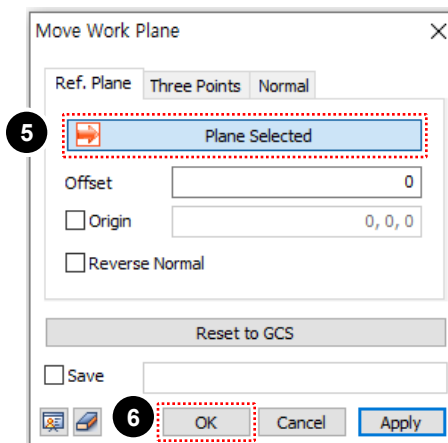 Move Work Plane
Ref. Plane Three Points Normal
5 Plane Selected
Offset 0
Origin 0, 0, 0
Reverse Normal
Reset to GCS
Save
6 OK Cancel Apply